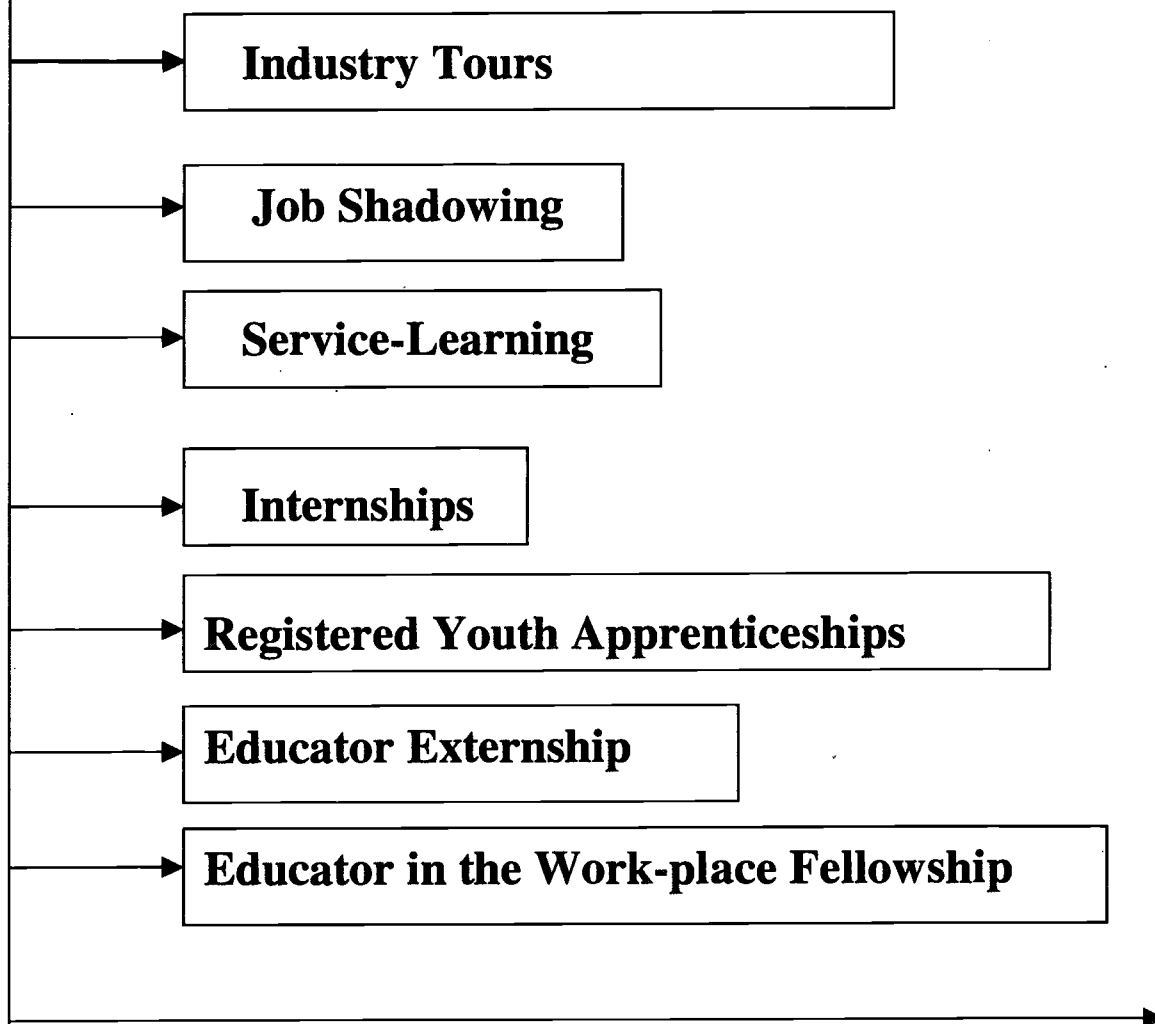 Industry Tours
Job Shadowing
Service-Learning
Internships
Registered Youth Apprenticeships
Educator Externship
Educator in the Work-place Fellowship